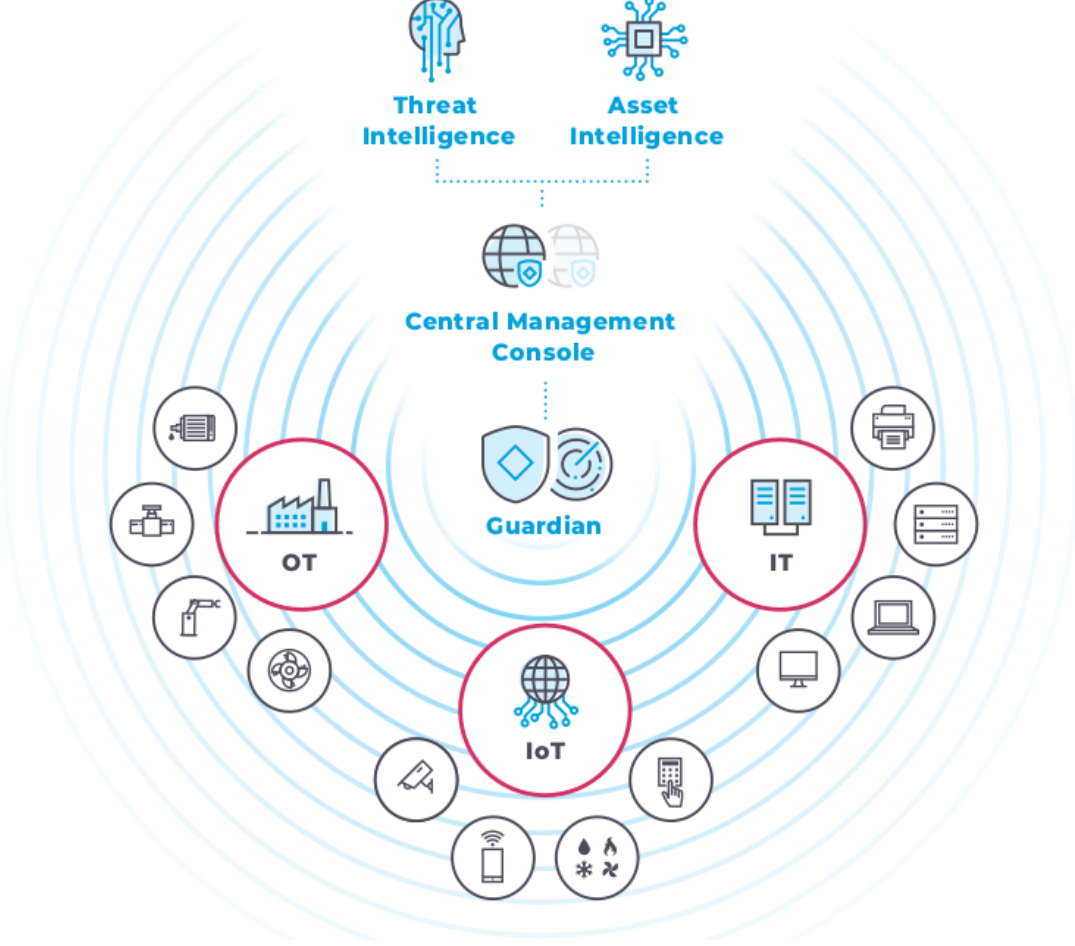 Threat
Intelligence
Asset
Intelligence
Central Management
Console
Guardian
OT
IT
IoT